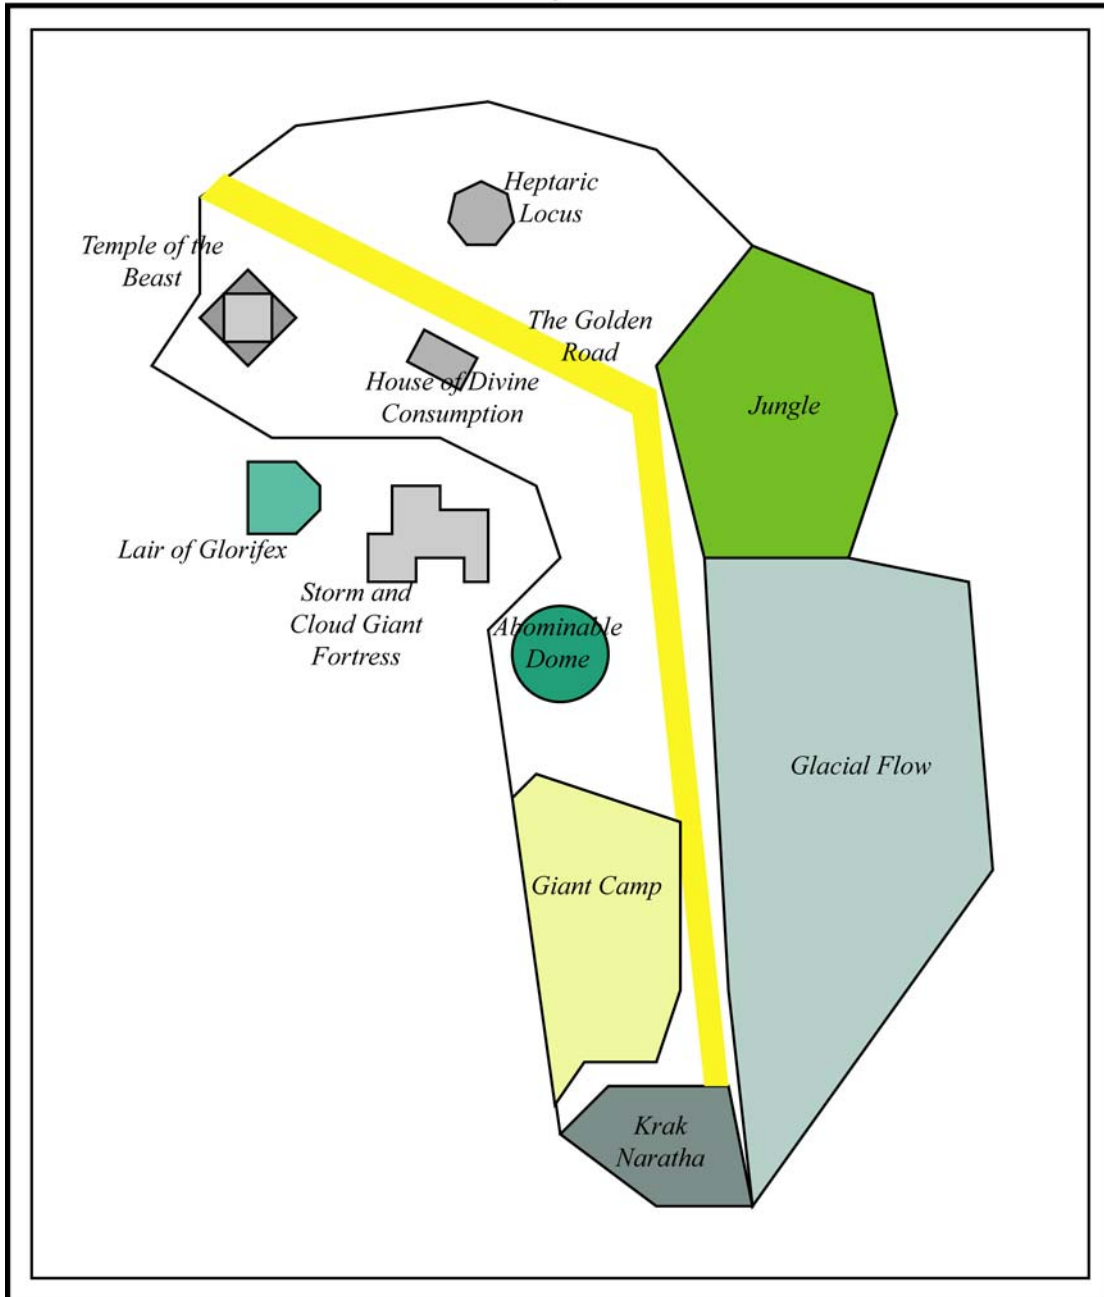 Heptaric
Locus
Temple of the
Beast
The Golden
Road
House of Divine
Consumption
Jungle
Lair of Glorifex
Storm and
Cloud Giant
Fortress
Abominable
Dome
Glacial Flow
Giant Camp
Krak
Naratha